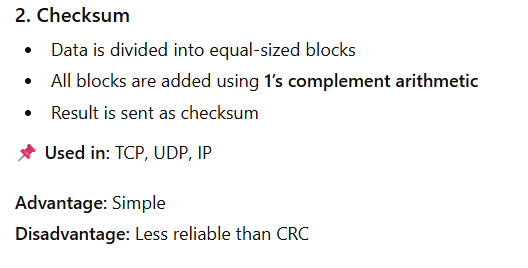 2. Checksum
• Data is divided into equal-sized blocks
• All blocks are added using 1’s complement arithmetic
• Result is sent as checksum
📌 Used in: TCP, UDP, IP
Advantage: Simple
Disadvantage: Less reliable than CRC